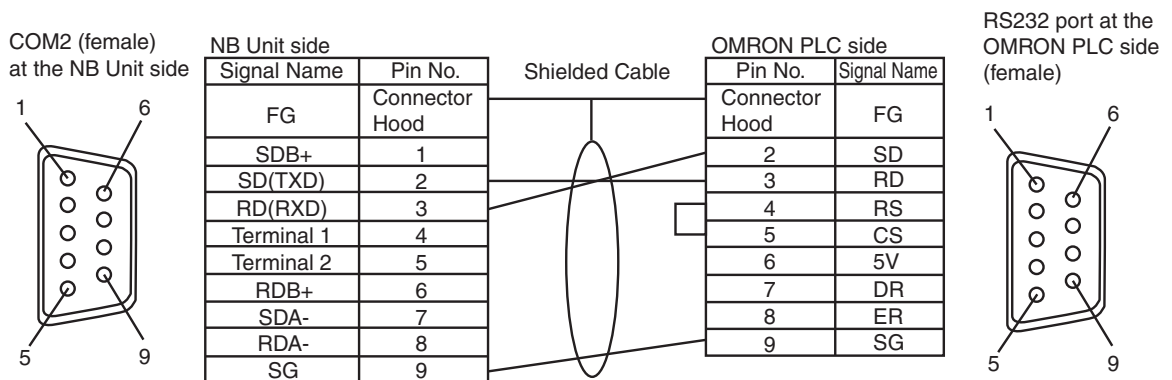 COM2 (female)
at the NB Unit side
1 6
5 9
NB Unit side
Signal Name Pin No.
FG Connector Hood
SDB+ 1
SD(TXD) 2
RD(RXD) 3
Terminal 1 4
Terminal 2 5
RDB+ 6
SDA- 7
RDA- 8
SG 9
Shielded Cable
OMRON PLC side
Pin No. Signal Name
Connector Hood FG
2 SD
3 RD
4 RS
5 CS
6 5V
7 DR
8 ER
9 SG
RS232 port at the
OMRON PLC side
(female)
1 6
5 9